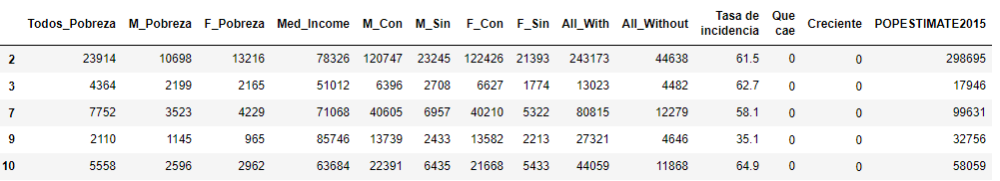 Todos_Pobreza M_Pobreza F_Pobreza Med_Income M_Con M_Sin F_Con F_Sin All_With All_Without Tasa de incidencia Que cae Creciente POPESTIMATE2015
2 23914 10698 13216 78326 120747 23245 122426 21393 243173 44638 61.5 0 0 298695
3 4364 2199 2165 51012 6396 2708 6627 1774 13023 4482 62.7 0 0 17946
7 7752 3523 4229 71068 40605 6957 40210 5322 80815 12279 58.1 0 0 99631
9 2110 1145 965 85746 13739 2433 13582 2213 27321 4646 35.1 0 0 32756
10 5558 2596 2962 63684 22391 6435 21668 5433 44059 11868 64.9 0 0 58059